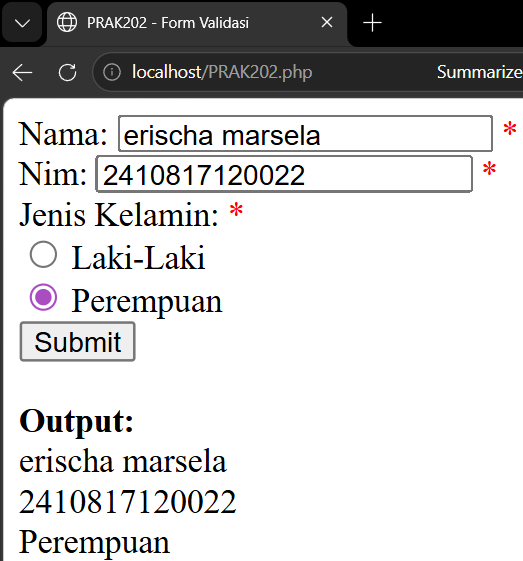 PRAK202 - Form Validasi
localhost/PRAK202.php Summarize
Nama: erischa marsela *
Nim: 2410817120022 *
Jenis Kelamin: *
Laki-Laki
Perempuan
Submit
Output:
erischa marsela
2410817120022
Perempuan